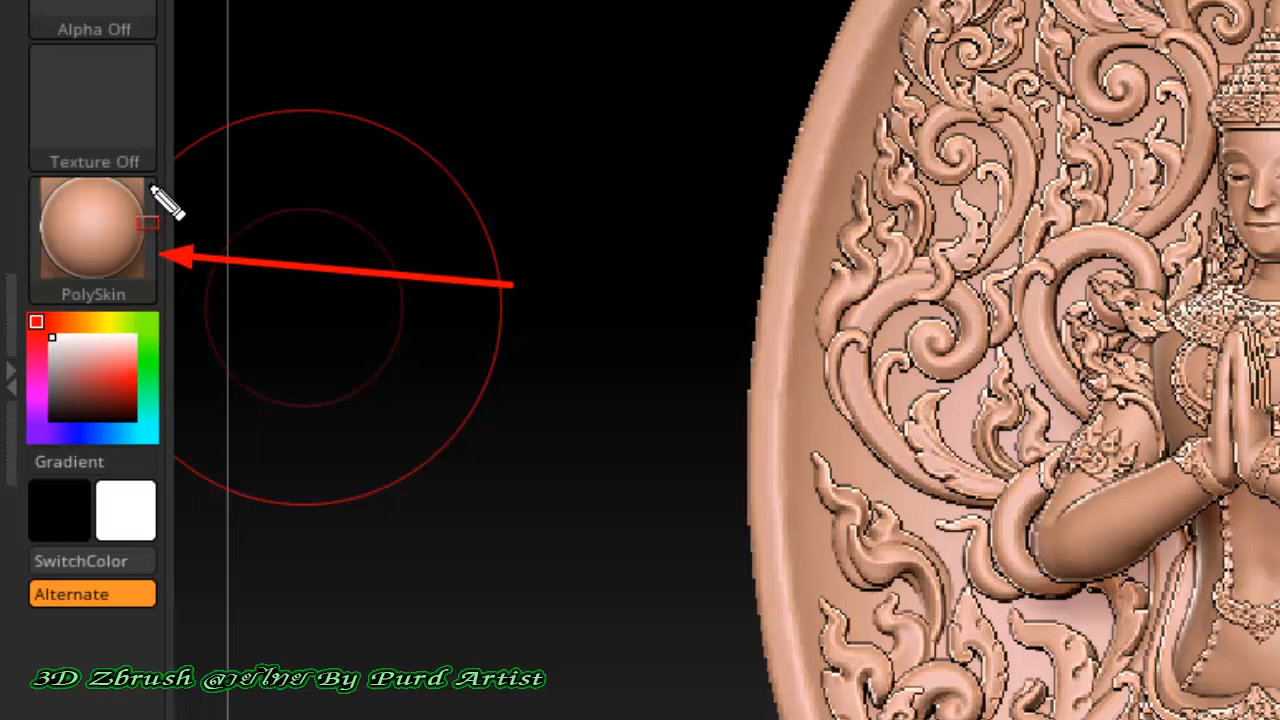 Alpha Off
Texture Off
PolySkin
Gradient
SwitchColor
Alternate
3D Zbrush ลายไทย By Purd Artist